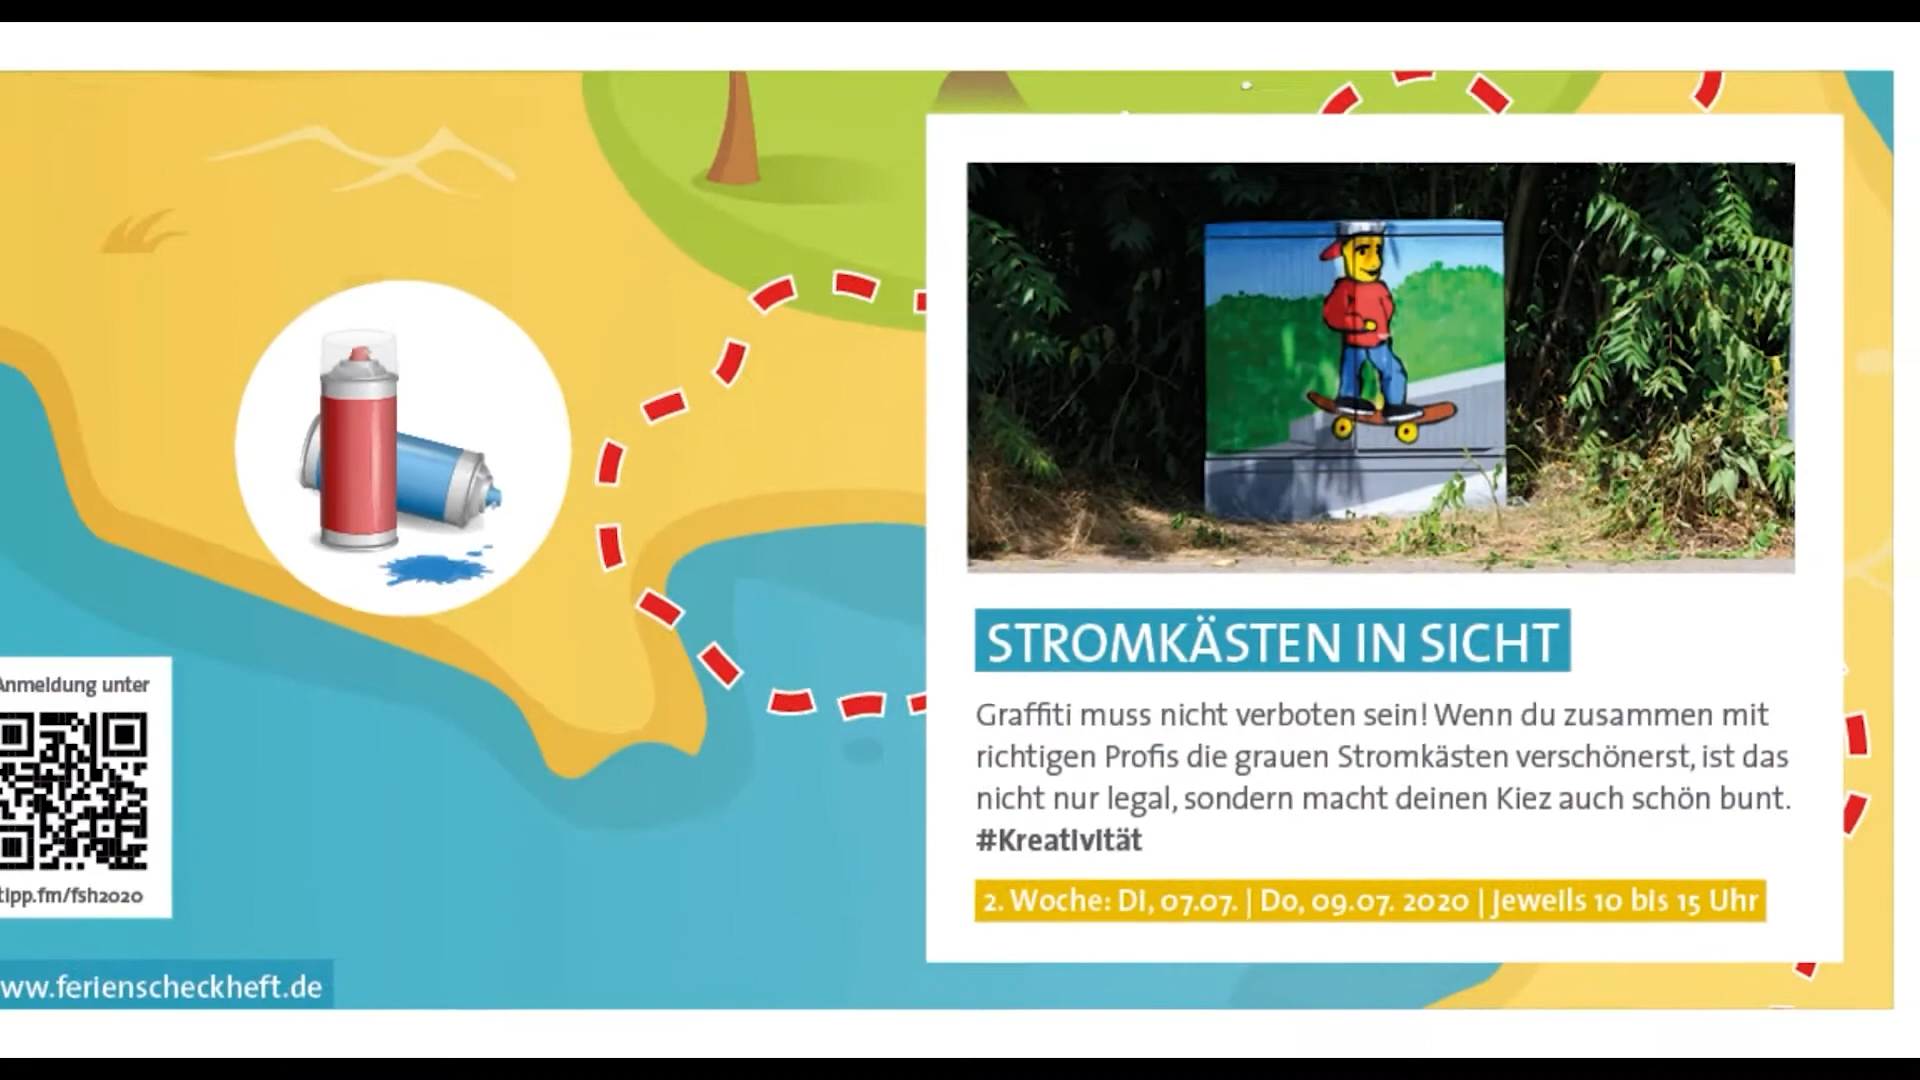 STROMKÄSTEN IN SICHT
Graffiti muss nicht verboten sein! Wenn du zusammen mit
richtigen Profis die grauen Stromkästen verschönerst, ist das
nicht nur legal, sondern macht deinen Kiez auch schön bunt.
#Kreativität
2. Woche: Di, 07.07. | Do, 09.07. 2020 | Jeweils 10 bis 15 Uhr
Anmeldung unter
tipp.fm/fsh2020
ww.ferienscheckheft.de